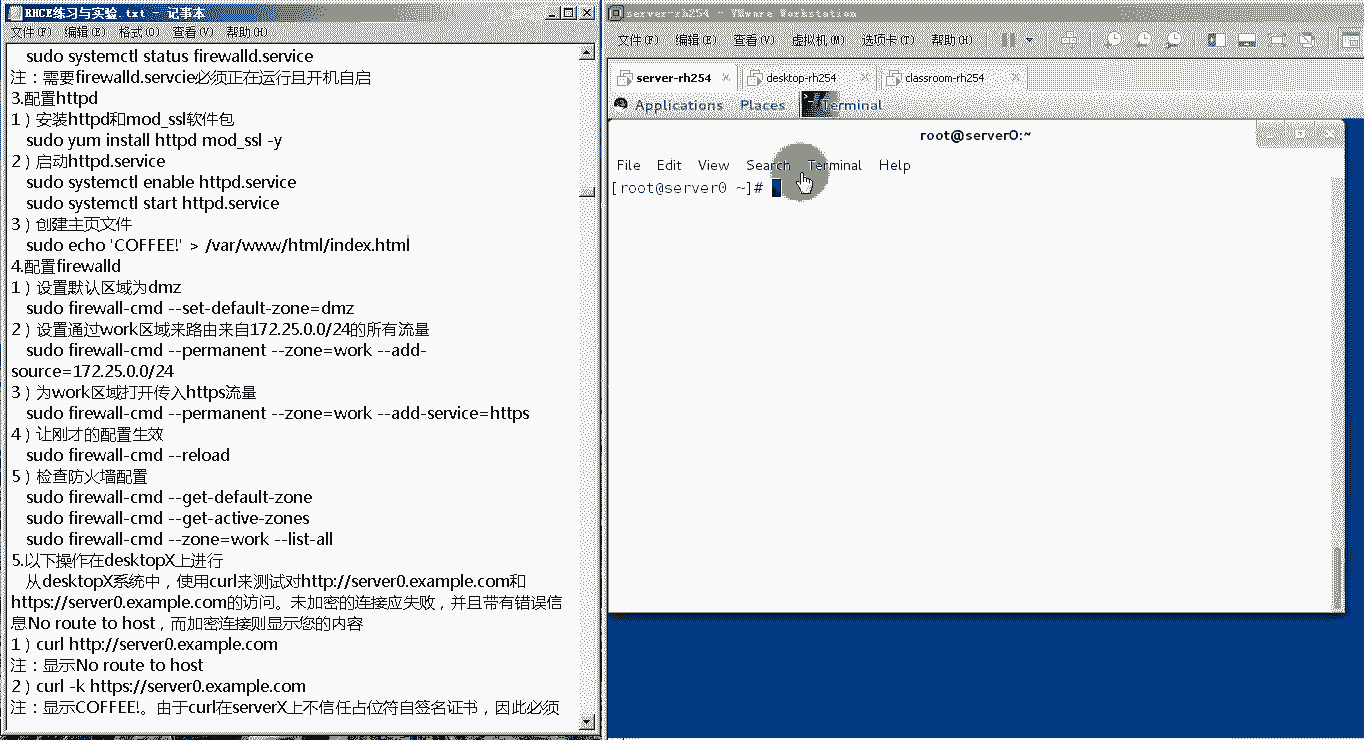 RHCE练习与实验.txt - 记事本
文件(F) 编辑(E) 格式(O) 查看(V) 帮助(H)
sudo systemctl status firewalld.service
注：需要firewalld.servcie必须正在运行且开机自启
3.配置httpd
1）安装httpd和mod_ssl软件包
sudo yum install httpd mod_ssl -y
2）启动httpd.service
sudo systemctl enable httpd.service
sudo systemctl start httpd.service
3）创建主页文件
sudo echo 'COFFEE!' > /var/www/html/index.html
4.配置firewalld
1）设置默认区域为dmz
sudo firewall-cmd --set-default-zone=dmz
2）设置通过work区域来路由来自172.25.0.0/24的所有流量
sudo firewall-cmd --permanent --zone=work --add-
source=172.25.0.0/24
3）为work区域打开传入https流量
sudo firewall-cmd --permanent --zone=work --add-service=https
4）让刚才的配置生效
sudo firewall-cmd --reload
5）检查防火墙配置
sudo firewall-cmd --get-default-zone
sudo firewall-cmd --get-active-zones
sudo firewall-cmd --zone=work --list-all
5.以下操作在desktopX上进行
从desktopX系统中，使用curl来测试对http://server0.example.com和
https://server0.example.com的访问。未加密的连接应失败，并且带有错误信
息No route to host，而加密连接则显示您的内容
1）curl http://server0.example.com
注：显示No route to host
2）curl -k https://server0.example.com
注：显示COFFEE!。由于curl在serverX上不信任占位符自签名证书，因此必须
server-rh254 - VMware Workstation
文件(F) 编辑(E) 查看(V) 虚拟机(M) 选项卡(T) 帮助(H)
server-rh254 desktop-rh254 classroom-rh254
Applications Places Terminal
root@server0:~
File Edit View Search Terminal Help
[root@server0 ~]#